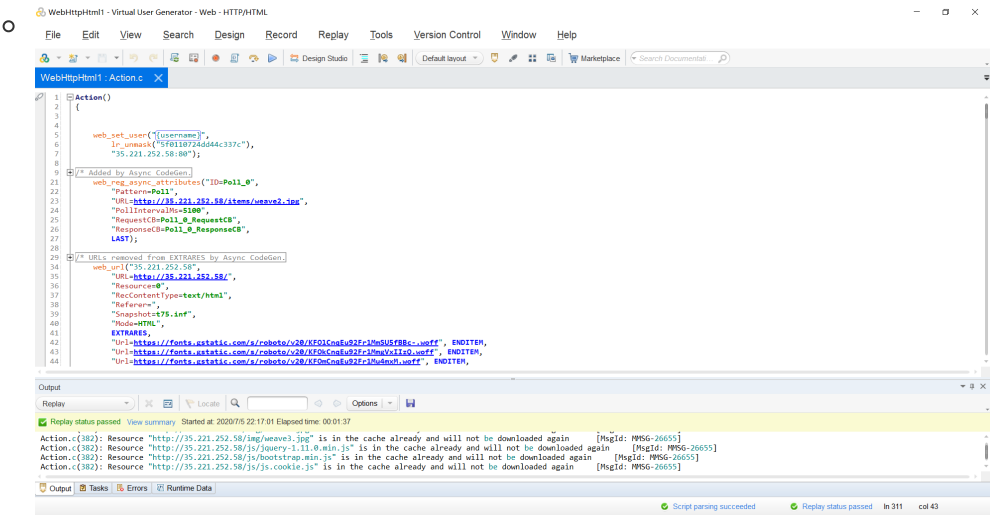 WebHttpHtml1 - Virtual User Generator - Web - HTTP/HTML
File Edit View Search Design Record Replay Tools Version Control Window Help
Design Studio Default layout Marketplace Search Documentati...
WebHttpHtml1 : Action.c
1 Action()
2 {
3
4
5 web_set_user("{username}",
6 lr_unmask("5f0110724dd44c337c"),
7 "35.221.252.58:80");
8
9 /* Added by Async CodeGen.
21 web_reg_async_attributes("ID=Poll_0",
22 "Pattern=Poll",
23 "URL=http://35.221.252.58/items/weave2.jpg",
24 "PollIntervalMs=5100",
25 "RequestCB=Poll_0_RequestCB",
26 "ResponseCB=Poll_0_ResponseCB",
27 LAST);
28
29 /* URLs removed from EXTRARES by Async CodeGen.
34 web_url("35.221.252.58",
35 "URL=http://35.221.252.58/",
36 "Resource=0",
37 "RecContentType=text/html",
38 "Referer=",
39 "Snapshot=t75.inf",
40 "Mode=HTML",
41 EXTRARES,
42 "Url=https://fonts.gstatic.com/s/roboto/v20/KFOlCnqEu92Fr1MmSU5fBBc-.woff", ENDITEM,
43 "Url=https://fonts.gstatic.com/s/roboto/v20/KFOkCnqEu92Fr1MmgVxIIzQ.woff", ENDITEM,
44 "Url=https://fonts.gstatic.com/s/roboto/v20/KFOmCnqEu92Fr1Mu4mxM.woff", ENDITEM,
Output
Replay Locate Options
Replay status passed View summary Started at: 2020/7/5 22:17:01 Elapsed time: 00:01:37
Action.c(382): Resource "http://35.221.252.58/img/weave3.jpg" is in the cache already and will not be downloaded again [MsgId: MMSG-26655]
Action.c(382): Resource "http://35.221.252.58/js/jquery-1.11.0.min.js" is in the cache already and will not be downloaded again [MsgId: MMSG-26655]
Action.c(382): Resource "http://35.221.252.58/js/bootstrap.min.js" is in the cache already and will not be downloaded again [MsgId: MMSG-26655]
Action.c(382): Resource "http://35.221.252.58/js/js.cookie.js" is in the cache already and will not be downloaded again [MsgId: MMSG-26655]
Output Tasks Errors Runtime Data
Script parsing succeeded Replay status passed ln 311 col 43